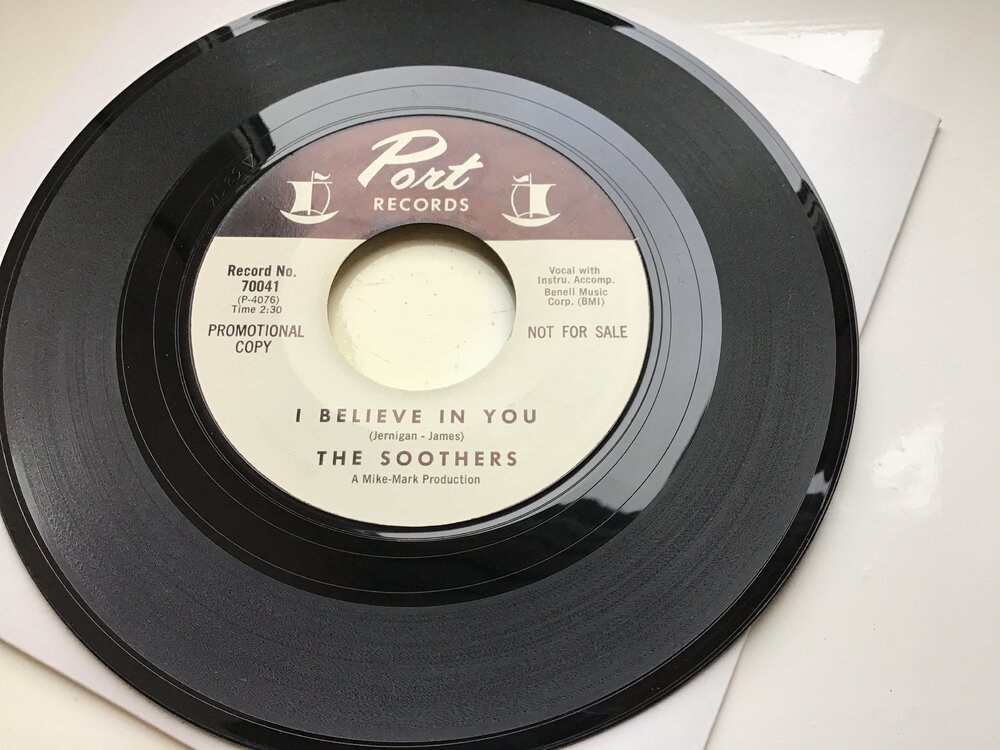 Port
RECORDS
Record No.
70041
(P-4076)
Time 2:30
PROMOTIONAL
COPY
Vocal with
Instru. Accomp.
Benell Music
Corp. (BMI)
NOT FOR SALE
I BELIEVE IN YOU
(Jernigan - James)
THE SOOTHERS
A Mike-Mark Production